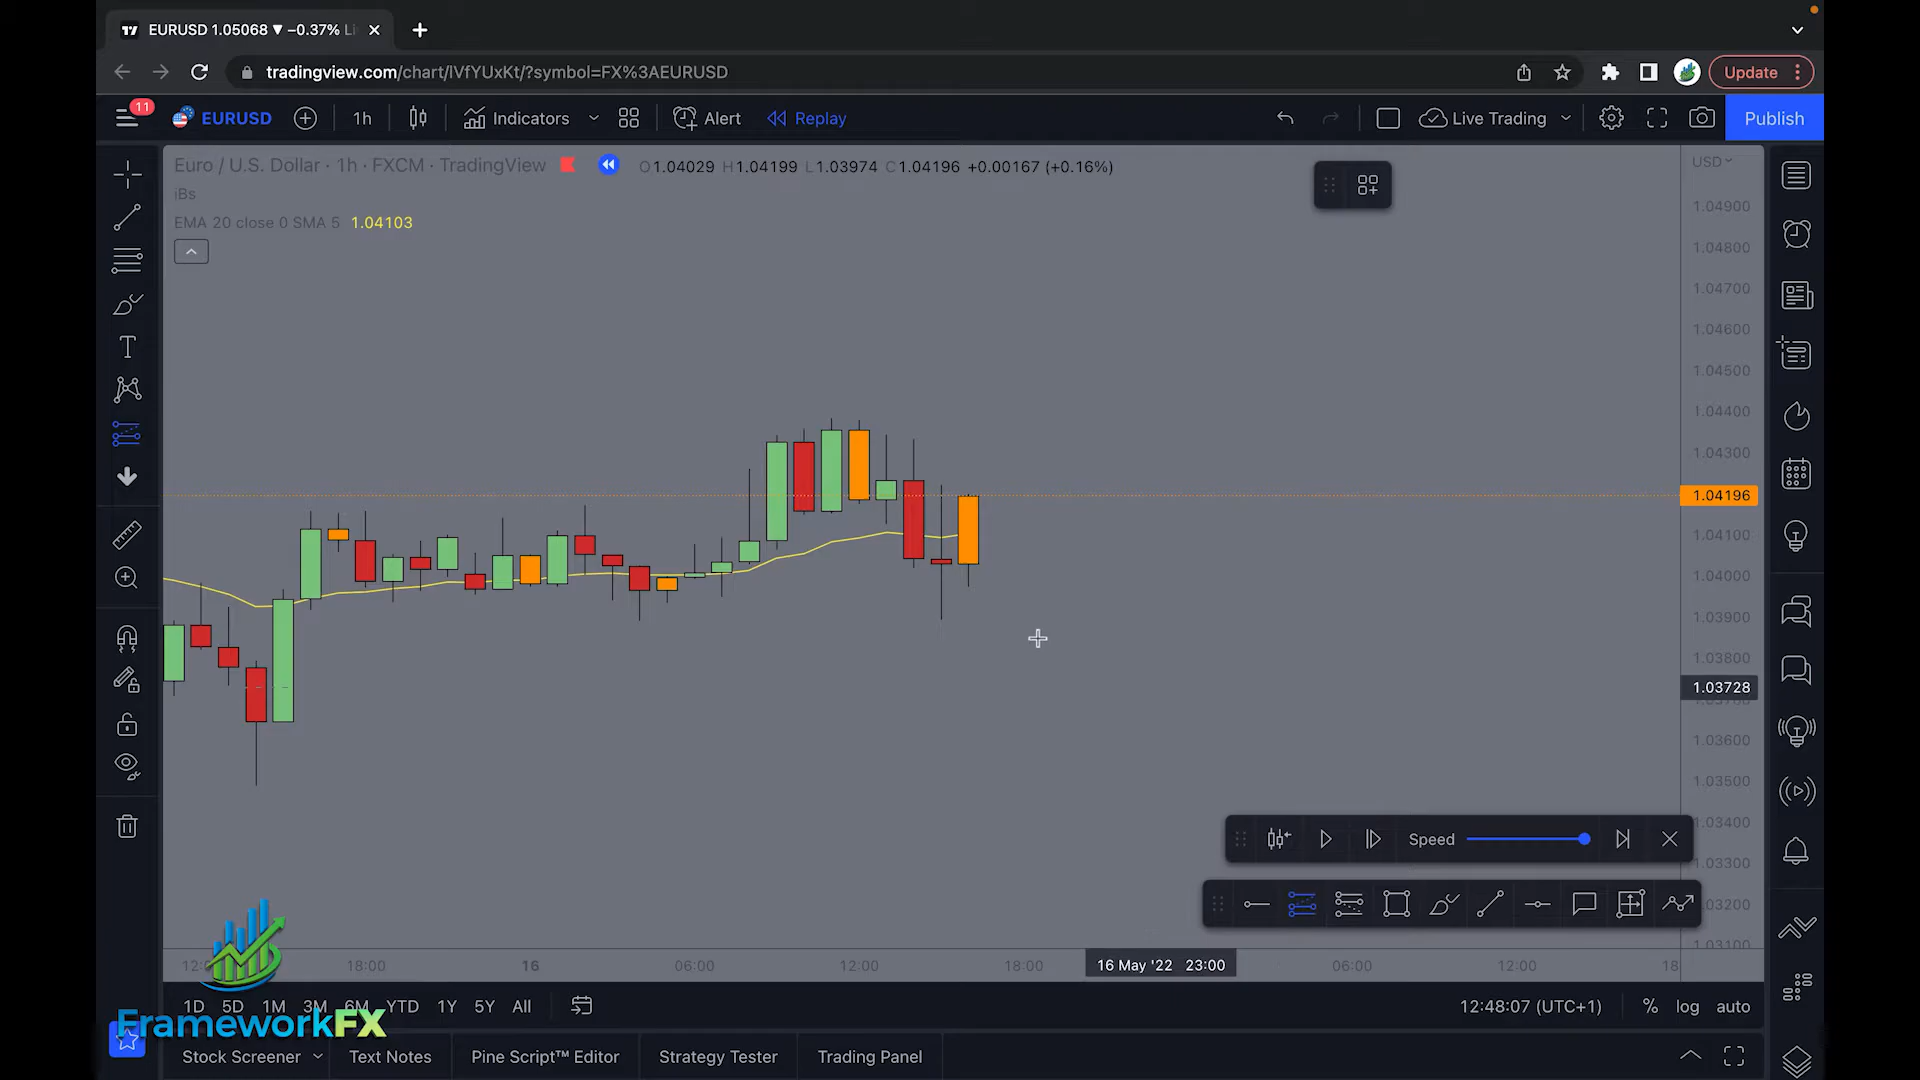 EURUSD 1.05068 ▼ −0.37% Li
tradingview.com/chart/lVfYUxKt/?symbol=FX%3AEURUSD
Update
11
EURUSD
1h
Indicators
Alert
Replay
Live Trading
Publish
Euro / U.S. Dollar · 1h · FXCM · TradingView
O1.04029 H1.04199 L1.03974 C1.04196 +0.00167 (+0.16%)
USD
iBs
EMA 20 close 0 SMA 5 1.04103
1.04900
1.04800
1.04700
1.04600
1.04500
1.04400
1.04300
1.04196
1.04100
1.04000
1.03900
1.03800
1.03728
1.03600
1.03500
1.03400
1.03300
1.03200
1.03100
Speed
18:00
16
06:00
12:00
18:00
16 May '22 23:00
06:00
12:00
18
1D 5D 1M 3M 6M YTD 1Y 5Y All
12:48:07 (UTC+1)
% log auto
FrameworkFX
Stock Screener
Text Notes
Pine Script™ Editor
Strategy Tester
Trading Panel